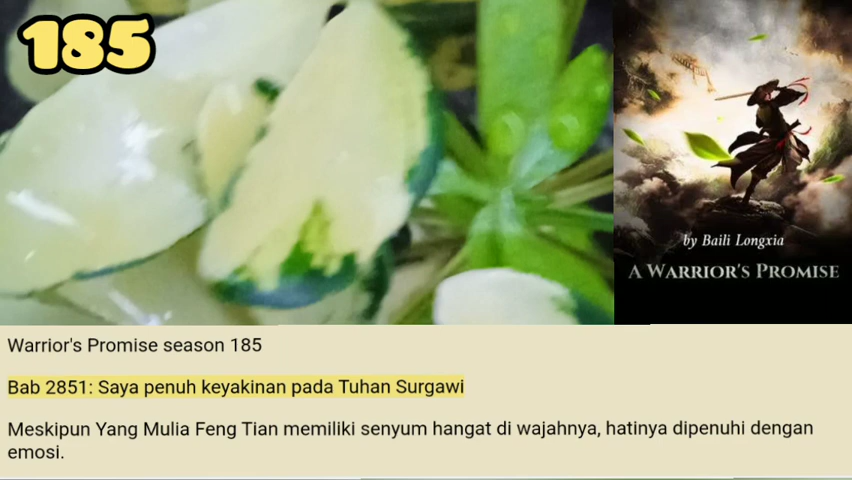 185
by Baili Longxia
A WARRIOR'S PROMISE
Warrior's Promise season 185
Bab 2851: Saya penuh keyakinan pada Tuhan Surgawi
Meskipun Yang Mulia Feng Tian memiliki senyum hangat di wajahnya, hatinya dipenuhi dengan
emosi.